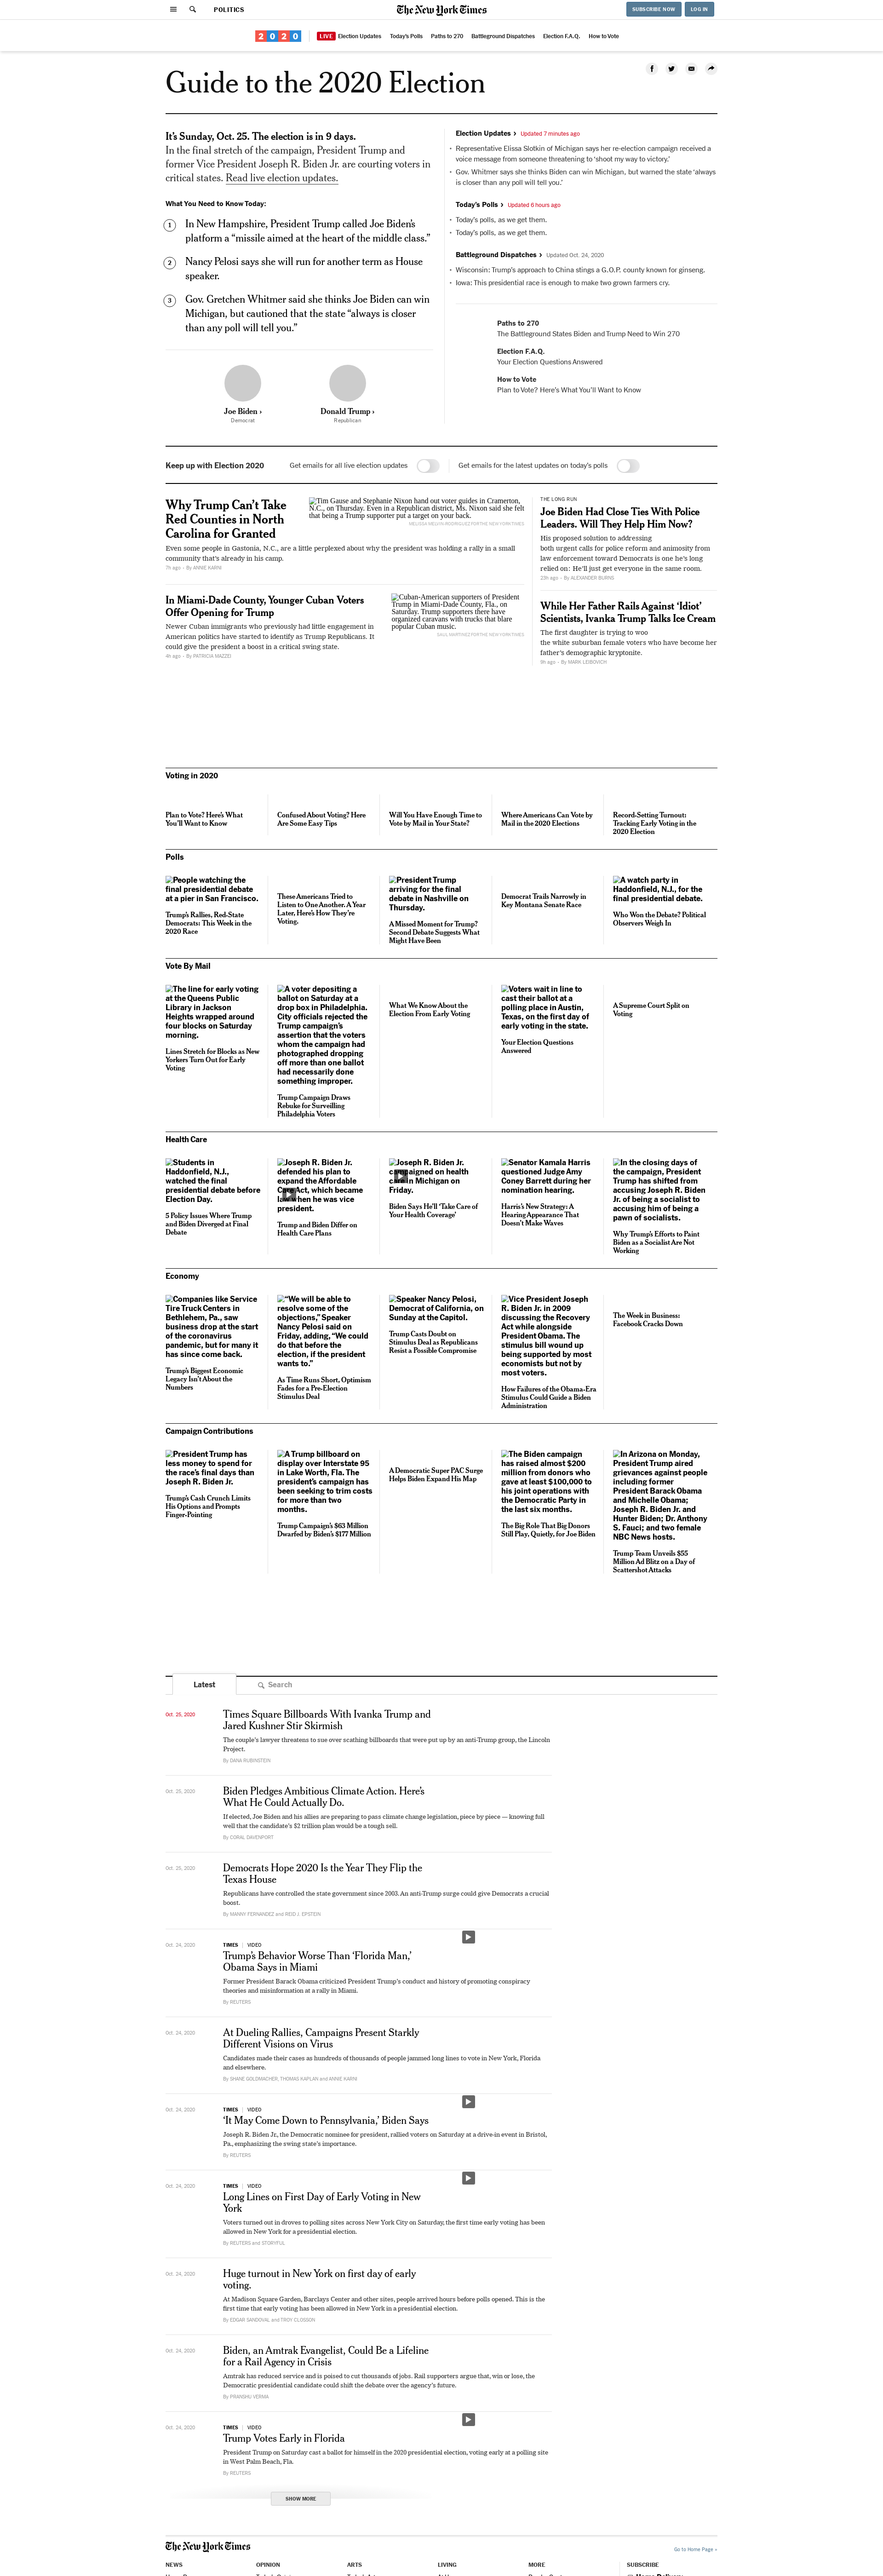 POLITICS
The New York Times
SUBSCRIBE NOW
LOG IN
2020
LIVE Election Updates
Today's Polls
Paths to 270
Battleground Dispatches
Election F.A.Q.
How to Vote
Guide to the 2020 Election
It's Sunday, Oct. 25. The election is in 9 days.
In the final stretch of the campaign, President Trump and
former Vice President Joseph R. Biden Jr. are courting voters in
critical states. Read live election updates.
What You Need to Know Today:
1 In New Hampshire, President Trump called Joe Biden's
platform a “missile aimed at the heart of the middle class.”
2 Nancy Pelosi says she will run for another term as House
speaker.
3 Gov. Gretchen Whitmer said she thinks Joe Biden can win
Michigan, but cautioned that the state “always is closer
than any poll will tell you.”
Joe Biden ›
Democrat
Donald Trump ›
Republican
Election Updates › Updated 7 minutes ago
• Representative Elissa Slotkin of Michigan says her re-election campaign received a
voice message from someone threatening to ‘shoot my way to victory.’
• Gov. Whitmer says she thinks Biden can win Michigan, but warned the state ‘always
is closer than any poll will tell you.’
Today's Polls › Updated 6 hours ago
• Today's polls, as we get them.
• Today's polls, as we get them.
Battleground Dispatches › Updated Oct. 24, 2020
• Wisconsin: Trump's approach to China stings a G.O.P. county known for ginseng.
• Iowa: This presidential race is enough to make two grown farmers cry.
Paths to 270
The Battleground States Biden and Trump Need to Win 270
Election F.A.Q.
Your Election Questions Answered
How to Vote
Plan to Vote? Here's What You'll Want to Know
Keep up with Election 2020
Get emails for all live election updates
Get emails for the latest updates on today's polls
Why Trump Can't Take
Red Counties in North
Carolina for Granted
Tim Gause and Stephanie Nixon hand out voter guides in Cramerton,
N.C., on Thursday. Even in a Republican district, Ms. Nixon said she felt
that being a Trump supporter put a target on your back.
MELISSA MELVIN-RODRIGUEZ FOR THE NEW YORK TIMES
Even some people in Gastonia, N.C., are a little perplexed about why the president was holding a rally in a small
community that's already in his camp.
7h ago - By ANNIE KARNI
In Miami-Dade County, Younger Cuban Voters
Offer Opening for Trump
Newer Cuban immigrants who previously had little engagement in
American politics have started to identify as Trump Republicans. It
could give the president a boost in a critical swing state.
4h ago - By PATRICIA MAZZEI
Cuban-American supporters of President
Trump in Miami-Dade County, Fla., on
Saturday. Trump supporters there have
organized caravans with trucks that blare
popular Cuban music.
SAUL MARTINEZ FOR THE NEW YORK TIMES
THE LONG RUN
Joe Biden Had Close Ties With Police
Leaders. Will They Help Him Now?
His proposed solution to addressing
both urgent calls for police reform and animosity from
law enforcement toward Democrats is one he's long
relied on: He'll just get everyone in the same room.
23h ago - By ALEXANDER BURNS
While Her Father Rails Against ‘Idiot’
Scientists, Ivanka Trump Talks Ice Cream
The first daughter is trying to woo
the white suburban female voters who have become her
father's demographic kryptonite.
9h ago - By MARK LEIBOVICH
Voting in 2020
Plan to Vote? Here's What
You'll Want to Know
Confused About Voting? Here
Are Some Easy Tips
Will You Have Enough Time to
Vote by Mail in Your State?
Where Americans Can Vote by
Mail in the 2020 Elections
Record-Setting Turnout:
Tracking Early Voting in the
2020 Election
Polls
People watching the
final presidential debate
at a pier in San Francisco.
Trump's Rallies, Red-State
Democrats: This Week in the
2020 Race
These Americans Tried to
Listen to One Another. A Year
Later, Here's How They're
Voting.
President Trump
arriving for the final
debate in Nashville on
Thursday.
A Missed Moment for Trump?
Second Debate Suggests What
Might Have Been
Democrat Trails Narrowly in
Key Montana Senate Race
A watch party in
Haddonfield, N.J., for the
final presidential debate.
Who Won the Debate? Political
Observers Weigh In
Vote By Mail
The line for early voting
at the Queens Public
Library in Jackson
Heights wrapped around
four blocks on Saturday
morning.
Lines Stretch for Blocks as New
Yorkers Turn Out for Early
Voting
A voter depositing a
ballot on Saturday at a
drop box in Philadelphia.
City officials rejected the
Trump campaign's
assertion that the voters
whom the campaign had
photographed dropping
off more than one ballot
had necessarily done
something improper.
Trump Campaign Draws
Rebuke for Surveilling
Philadelphia Voters
What We Know About the
Election From Early Voting
Voters wait in line to
cast their ballot at a
polling place in Austin,
Texas, on the first day of
early voting in the state.
Your Election Questions
Answered
A Supreme Court Split on
Voting
Health Care
Students in
Haddonfield, N.J.,
watched the final
presidential debate before
Election Day.
5 Policy Issues Where Trump
and Biden Diverged at Final
Debate
Joseph R. Biden Jr.
defended his plan to
expand the Affordable
Care Act, which became
when he was vice
president.
Trump and Biden Differ on
Health Care Plans
Joseph R. Biden Jr.
campaigned on health
in Michigan on
Friday.
Biden Says He'll ‘Take Care of
Your Health Coverage’
Senator Kamala Harris
questioned Judge Amy
Coney Barrett during her
nomination hearing.
Harris's New Strategy: A
Hearing Appearance That
Doesn't Make Waves
In the closing days of
the campaign, President
Trump has shifted from
accusing Joseph R. Biden
Jr. of being a socialist to
accusing him of being a
pawn of socialists.
Why Trump's Efforts to Paint
Biden as a Socialist Are Not
Working
Economy
Companies like Service
Tire Truck Centers in
Bethlehem, Pa., saw
business drop at the start
of the coronavirus
pandemic, but for many it
has since come back.
Trump's Biggest Economic
Legacy Isn't About the
Numbers
“We will be able to
resolve some of the
objections,” Speaker
Nancy Pelosi said on
Friday, adding, “We could
do that before the
election, if the president
wants to.”
As Time Runs Short, Optimism
Fades for a Pre-Election
Stimulus Deal
Speaker Nancy Pelosi,
Democrat of California, on
Sunday at the Capitol.
Trump Casts Doubt on
Stimulus Deal as Republicans
Resist a Possible Compromise
Vice President Joseph
R. Biden Jr. in 2009
discussing the Recovery
Act while alongside
President Obama. The
stimulus bill wound up
being supported by most
economists but not by
most voters.
How Failures of the Obama-Era
Stimulus Could Guide a Biden
Administration
The Week in Business:
Facebook Cracks Down
Campaign Contributions
President Trump has
less money to spend for
the race's final days than
Joseph R. Biden Jr.
Trump's Cash Crunch Limits
His Options and Prompts
Finger-Pointing
A Trump billboard on
display over Interstate 95
in Lake Worth, Fla. The
president's campaign has
been seeking to trim costs
for more than two
months.
Trump Campaign's $63 Million
Dwarfed by Biden's $177 Million
A Democratic Super PAC Surge
Helps Biden Expand His Map
The Biden campaign
has raised almost $200
million from donors who
gave at least $100,000 to
his joint operations with
the Democratic Party in
the last six months.
The Big Role That Big Donors
Still Play, Quietly, for Joe Biden
In Arizona on Monday,
President Trump aired
grievances against people
including former
President Barack Obama
and Michelle Obama;
Joseph R. Biden Jr. and
Hunter Biden; Dr. Anthony
S. Fauci; and two female
NBC News hosts.
Trump Team Unveils $55
Million Ad Blitz on a Day of
Scattershot Attacks
Latest
Search
Oct. 25, 2020
Times Square Billboards With Ivanka Trump and
Jared Kushner Stir Skirmish
The couple's lawyer threatens to sue over scathing billboards that were put up by an anti-Trump group, the Lincoln
Project.
By DANA RUBINSTEIN
Oct. 25, 2020
Biden Pledges Ambitious Climate Action. Here's
What He Could Actually Do.
If elected, Joe Biden and his allies are preparing to pass climate change legislation, piece by piece — knowing full
well that the candidate's $2 trillion plan would be a tough sell.
By CORAL DAVENPORT
Oct. 25, 2020
Democrats Hope 2020 Is the Year They Flip the
Texas House
Republicans have controlled the state government since 2003. An anti-Trump surge could give Democrats a crucial
boost.
By MANNY FERNANDEZ and REID J. EPSTEIN
Oct. 24, 2020
TIMES | VIDEO
Trump's Behavior Worse Than ‘Florida Man,’
Obama Says in Miami
Former President Barack Obama criticized President Trump's conduct and history of promoting conspiracy
theories and misinformation at a rally in Miami.
By REUTERS
Oct. 24, 2020
At Dueling Rallies, Campaigns Present Starkly
Different Visions on Virus
Candidates made their cases as hundreds of thousands of people jammed long lines to vote in New York, Florida
and elsewhere.
By SHANE GOLDMACHER, THOMAS KAPLAN and ANNIE KARNI
Oct. 24, 2020
TIMES | VIDEO
‘It May Come Down to Pennsylvania,’ Biden Says
Joseph R. Biden Jr., the Democratic nominee for president, rallied voters on Saturday at a drive-in event in Bristol,
Pa., emphasizing the swing state's importance.
By REUTERS
Oct. 24, 2020
TIMES | VIDEO
Long Lines on First Day of Early Voting in New
York
Voters turned out in droves to polling sites across New York City on Saturday, the first time early voting has been
allowed in New York for a presidential election.
By REUTERS and STORYFUL
Oct. 24, 2020
Huge turnout in New York on first day of early
voting.
At Madison Square Garden, Barclays Center and other sites, people arrived hours before polls opened. This is the
first time that early voting has been allowed in New York in a presidential election.
By EDGAR SANDOVAL and TROY CLOSSON
Oct. 24, 2020
Biden, an Amtrak Evangelist, Could Be a Lifeline
for a Rail Agency in Crisis
Amtrak has reduced service and is poised to cut thousands of jobs. Rail supporters argue that, win or lose, the
Democratic presidential candidate could shift the debate over the agency's future.
By PRANSHU VERMA
Oct. 24, 2020
TIMES | VIDEO
Trump Votes Early in Florida
President Trump on Saturday cast a ballot for himself in the 2020 presidential election, voting early at a polling site
in West Palm Beach, Fla.
By REUTERS
SHOW MORE
The New York Times
Go to Home Page »
NEWS
OPINION
ARTS
LIVING
MORE
SUBSCRIBE